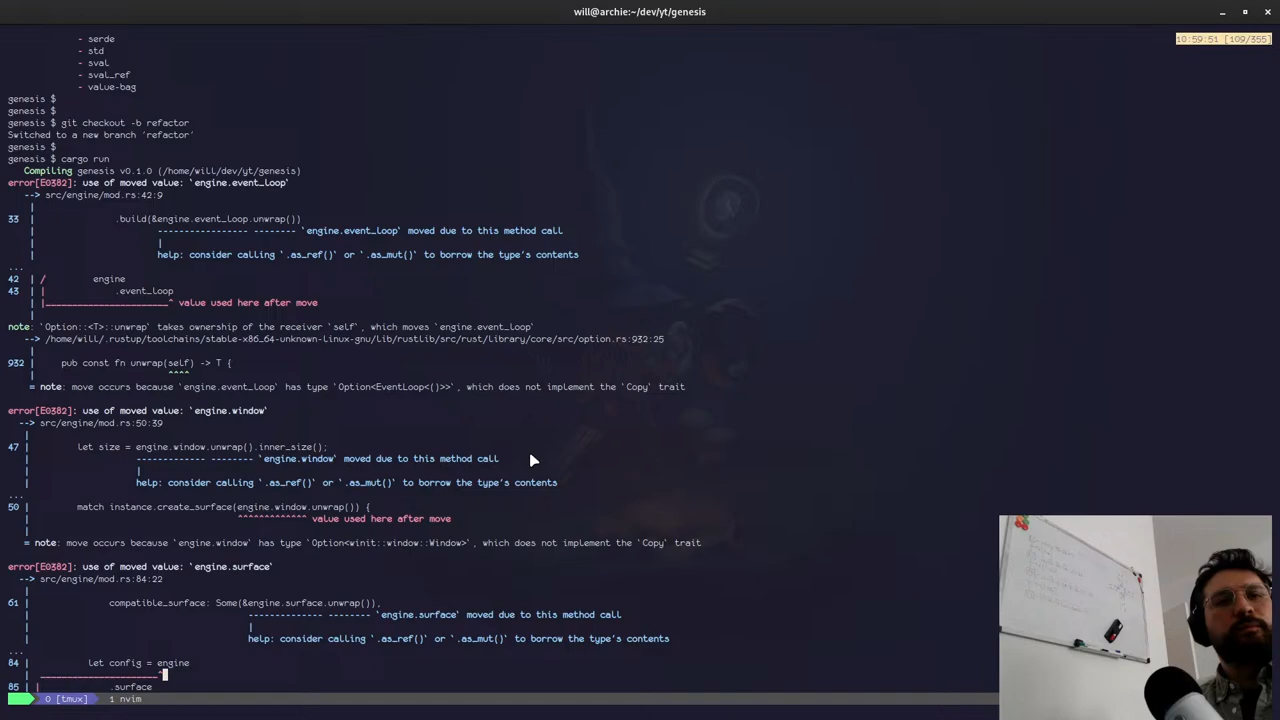 will@archie:~/dev/yt/genesis
10:59:51 [109/355]
- serde
- std
- sval
- sval_ref
- value-bag
genesis $
genesis $
genesis $ git checkout -b refactor
Switched to a new branch 'refactor'
genesis $
genesis $ cargo run
Compiling genesis v0.1.0 (/home/will/dev/yt/genesis)
error[E0382]: use of moved value: `engine.event_loop`
--> src/engine/mod.rs:42:9
|
33 | .build(&engine.event_loop.unwrap())
| ----------------- -------- `engine.event_loop` moved due to this method call
| |
| help: consider calling `.as_ref()` or `.as_mut()` to borrow the type's contents
...
42 | / engine
43 | | .event_loop
| |______________________^ value used here after move
|
note: `Option::<T>::unwrap` takes ownership of the receiver `self`, which moves `engine.event_loop`
--> /home/will/.rustup/toolchains/stable-x86_64-unknown-linux-gnu/lib/rustlib/src/rust/library/core/src/option.rs:932:25
|
932 | pub const fn unwrap(self) -> T {
| ^^^^
= note: move occurs because `engine.event_loop` has type `Option<EventLoop<()>>`, which does not implement the `Copy` trait
error[E0382]: use of moved value: `engine.window`
--> src/engine/mod.rs:50:39
|
47 | let size = engine.window.unwrap().inner_size();
| ------------- -------- `engine.window` moved due to this method call
| |
| help: consider calling `.as_ref()` or `.as_mut()` to borrow the type's contents
...
50 | match instance.create_surface(engine.window.unwrap()) {
| ^^^^^^^^^^^^^ value used here after move
= note: move occurs because `engine.window` has type `Option<winit::window::Window>`, which does not implement the `Copy` trait
error[E0382]: use of moved value: `engine.surface`
--> src/engine/mod.rs:84:22
|
61 | compatible_surface: Some(&engine.surface.unwrap()),
| -------------- -------- `engine.surface` moved due to this method call
| |
| help: consider calling `.as_ref()` or `.as_mut()` to borrow the type's contents
...
84 | let config = engine
| ______________________^
85 | | .surface
0 [tmux] 1 nvim